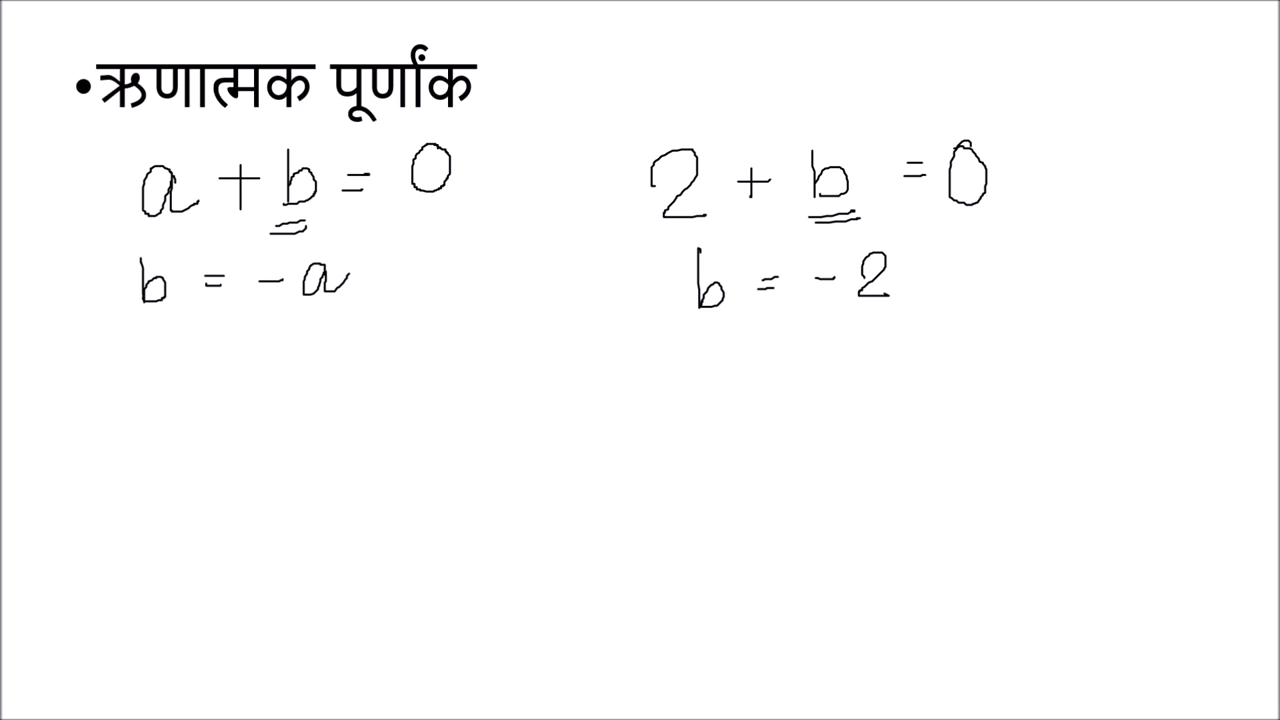 •ऋणात्मक पूर्णांक
a + b = 0
b = -a
2 + b = 0
b = -2